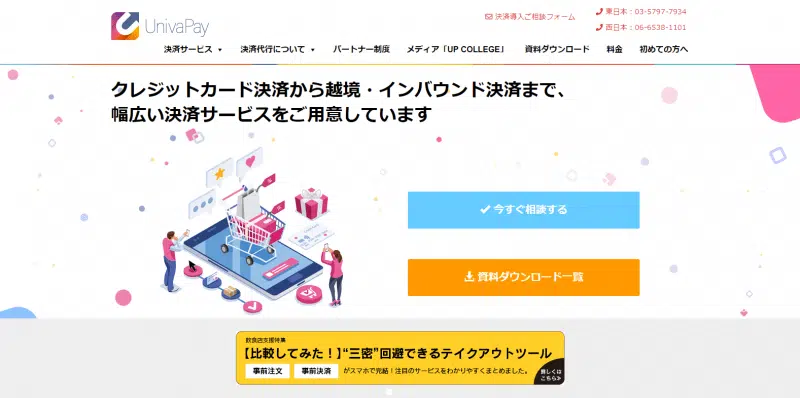 UnivaPay
決済導入ご相談フォーム
東日本：03-5797-7934
西日本：06-6538-1101
決済サービス ▼ 決済代行について ▼ パートナー制度 メディア「UP COLLEGE」 資料ダウンロード 料金 初めての方へ
クレジットカード決済から越境・インバウンド決済まで、
幅広い決済サービスをご用意しています
今すぐ相談する
資料ダウンロード一覧
飲食店支援特集
【比較してみた！】“三密”回避できるテイクアウトツール
事前注文 事前決済 がスマホで完結！注目のサービスをわかりやすくまとめました。
詳しくは
こちら≫